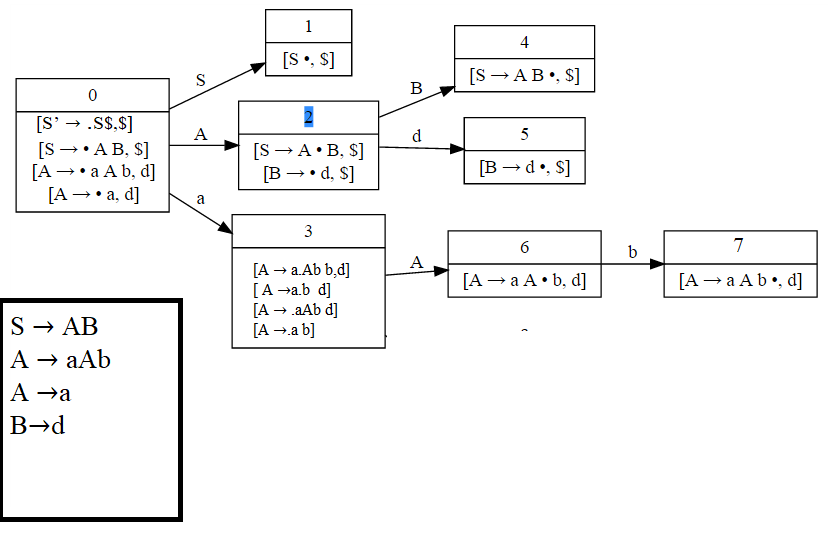 1
[S •, $]
S
0
[S’ → .S$,$]
[S → • A B, $]
[A → • a A b, d]
[A → • a, d]
A
a
2
[S → A • B, $]
[B → • d, $]
B
d
4
[S → A B •, $]
5
[B → d •, $]
3
[A → a.Ab b,d]
[ A →a.b d]
[A → .aAb d]
[A →.a b]
A
6
[A → a A • b, d]
b
7
[A → a A b •, d]
S → AB
A → aAb
A →a
B→d